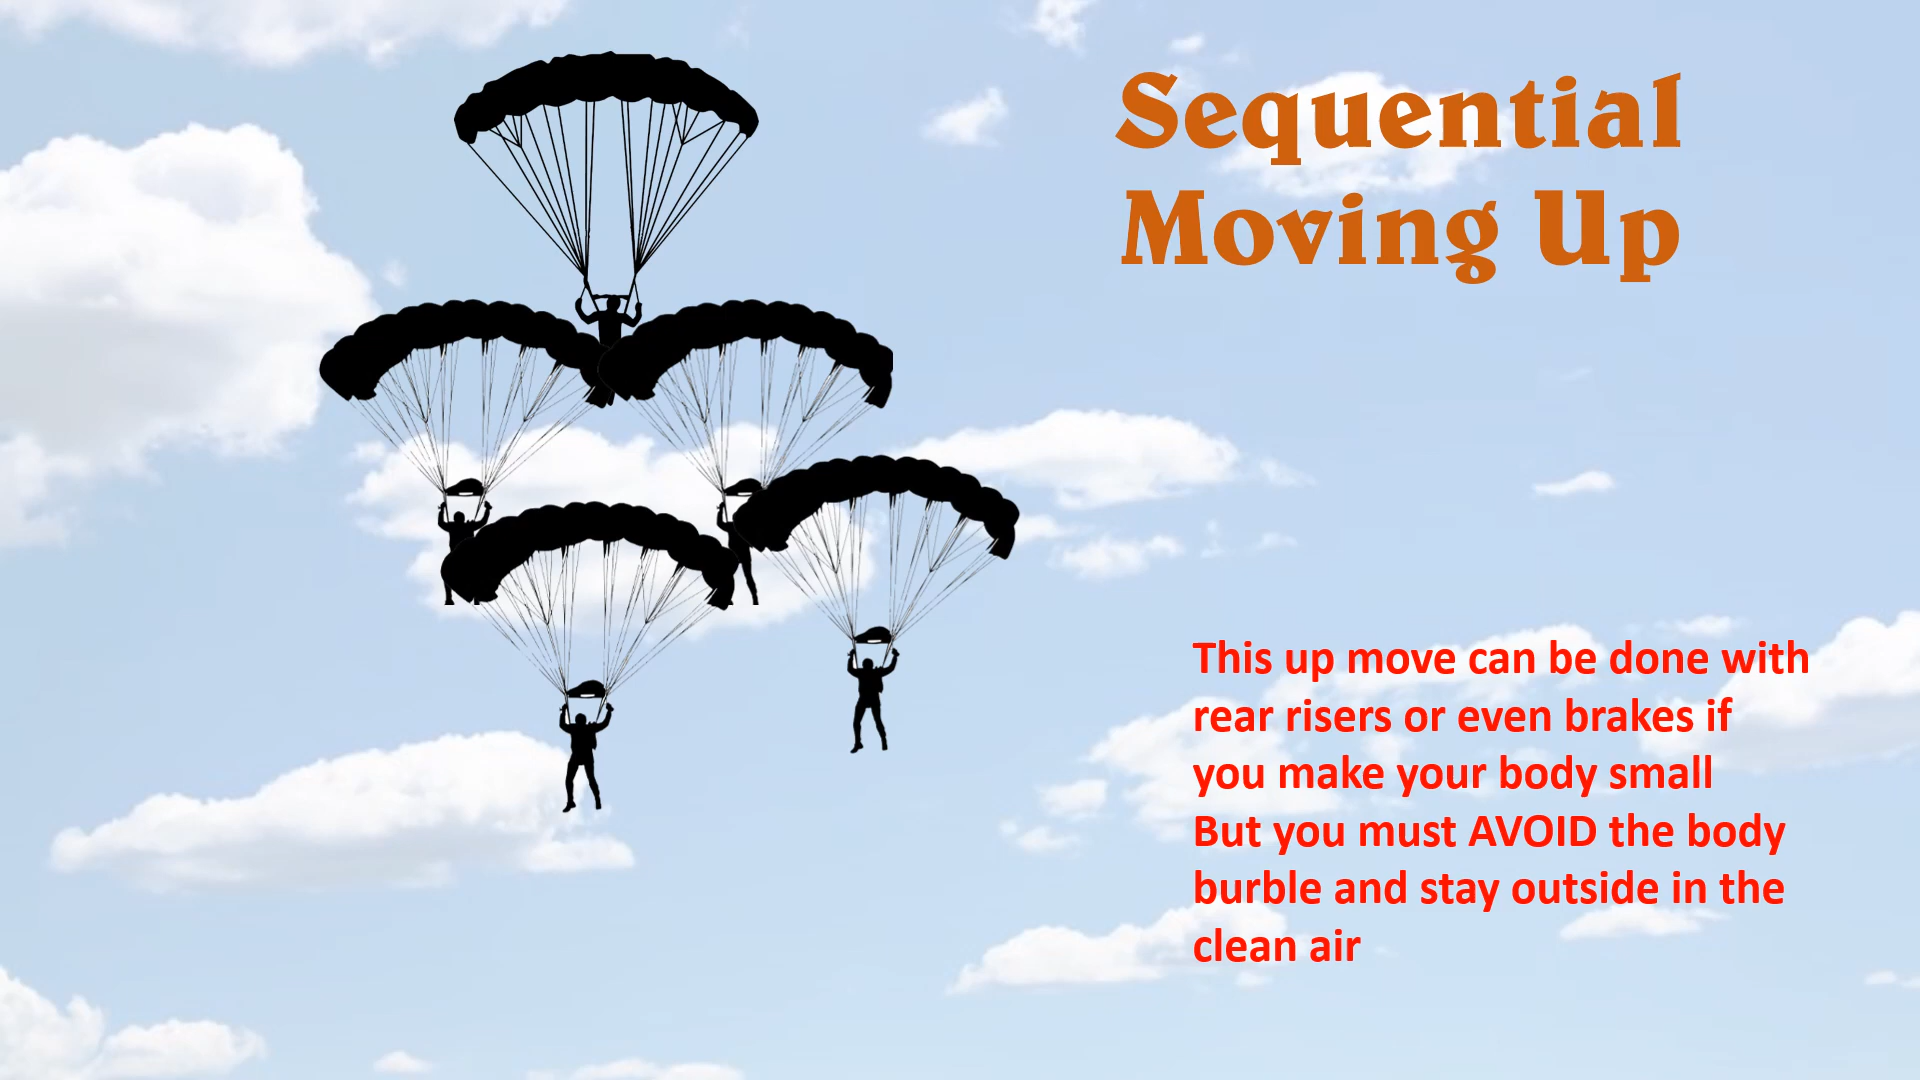 Sequential
Moving Up
This up move can be done with
rear risers or even brakes if
you make your body small
But you must AVOID the body
burble and stay outside in the
clean air